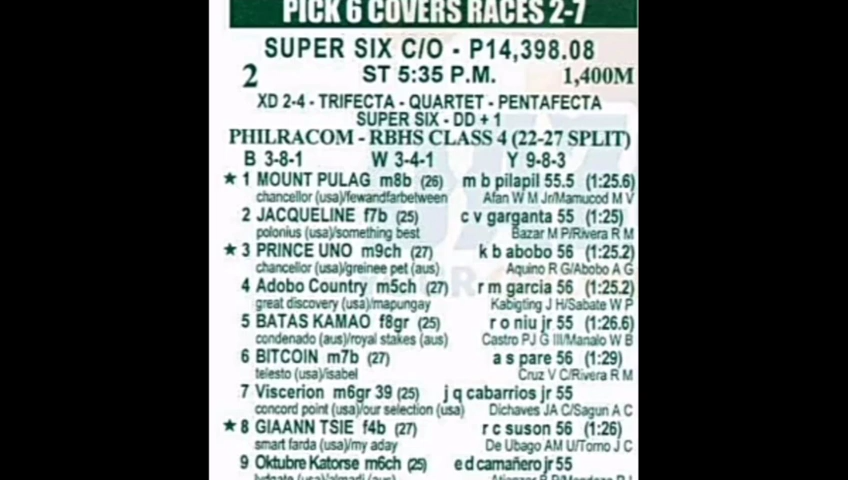 PICK 6 COVERS RACES 2-7
SUPER SIX C/O - P14,398.08
2 ST 5:35 P.M. 1,400M
XD 2-4 - TRIFECTA - QUARTET - PENTAFECTA
SUPER SIX - DD + 1
PHILRACOM - RBHS CLASS 4 (22-27 SPLIT)
B 3-8-1 W 3-4-1 Y 9-8-3
★ 1 MOUNT PULAG m8b (26) m b pilapil 55.5 (1:25.6)
chancellor (usa)/fewandfarbetween Afan W M Jr/Mamucod M V
2 JACQUELINE f7b (25) c v garganta 55 (1:25)
polonius (usa)/something best Bazar M P/Rivera R M
★ 3 PRINCE UNO m9ch (27) k b abobo 56 (1:25.2)
chancellor (usa)/greinee pet (aus) Aquino R G/Abobo A G
4 Adobo Country m5ch (27) r m garcia 56 (1:25.2)
great discovery (usa)/mapungay Kabigting J H/Sabate W P
5 BATAS KAMAO f8gr (25) r o niu jr 55 (1:26.6)
condenado (aus)/royal stakes (aus) Castro PJ G III/Manalo W B
6 BITCOIN m7b (27) a s pare 56 (1:29)
telesto (usa)/isabel Cruz V C/Rivera R M
7 Viscerion m6gr 39 (25) j q cabarrios jr 55
concord point (usa)/our selection (usa) Dichaves JA C/Sagun A C
★ 8 GIAANN TSIE f4b (27) r c suson 56 (1:26)
smart farda (usa)/my aday De Ubago AM U/Torno J C
9 Oktubre Katorse m6ch (25) e d camañero jr 55